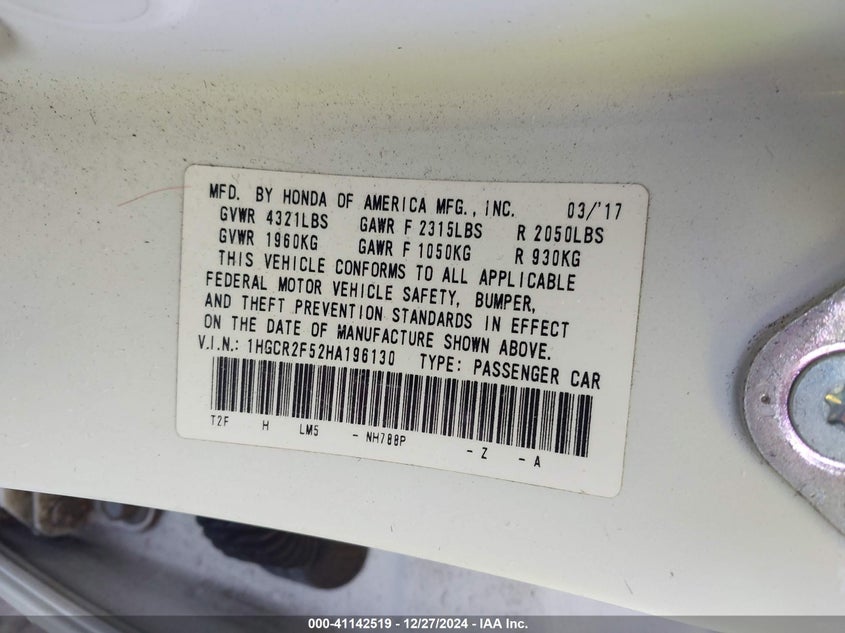 MFD. BY HONDA OF AMERICA MFG., INC. 03/'17
GVWR 4321LBS GAWR F 2315LBS R 2050LBS
GVWR 1960KG GAWR F 1050KG R 930KG
THIS VEHICLE CONFORMS TO ALL APPLICABLE
FEDERAL MOTOR VEHICLE SAFETY, BUMPER,
AND THEFT PREVENTION STANDARDS IN EFFECT
ON THE DATE OF MANUFACTURE SHOWN ABOVE.
V.I.N.: 1HGCR2F52HA196130 TYPE: PASSENGER CAR
T2F H LM5 - NH788P - Z - A
000-41142519 / 12/27/2024 - IAA Inc.